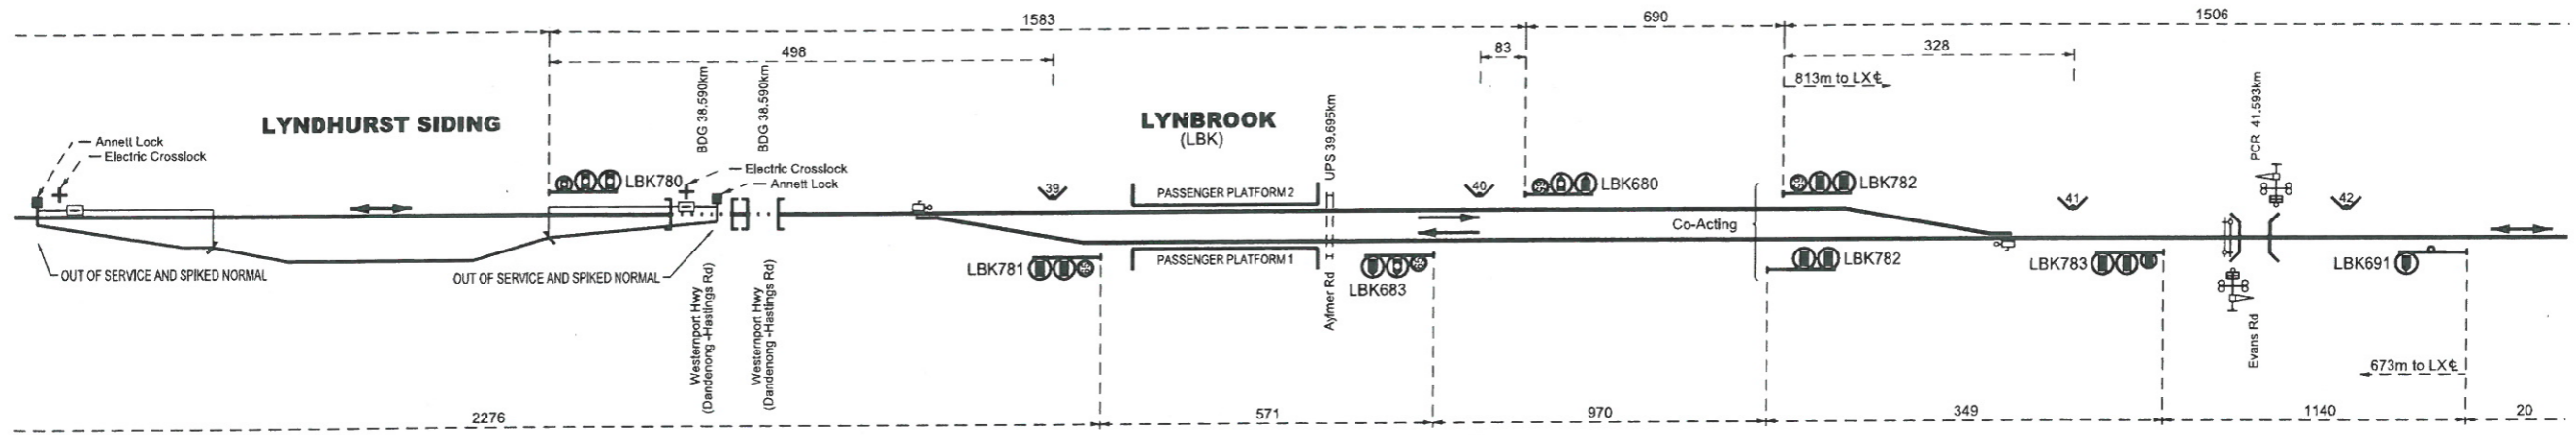 1583
690
1506
498
83
328
813m to LX℄
BDG 38.590km
BDG 38.590km
LYNDHURST SIDING
LYNBROOK
(LBK)
UPS 39.695km
PCR 41.593km
Annett Lock
Electric Crosslock
LBK780
Electric Crosslock
Annett Lock
39
PASSENGER PLATFORM 2
40
LBK680
LBK782
41
42
Co-Acting
OUT OF SERVICE AND SPIKED NORMAL
OUT OF SERVICE AND SPIKED NORMAL
Westernport Hwy
(Dandenong -Hastings Rd)
Westernport Hwy
(Dandenong -Hastings Rd)
LBK781
PASSENGER PLATFORM 1
Aylmer Rd
LBK683
LBK782
LBK783
Evans Rd
LBK691
673m to LX℄
2276
571
970
349
1140
20